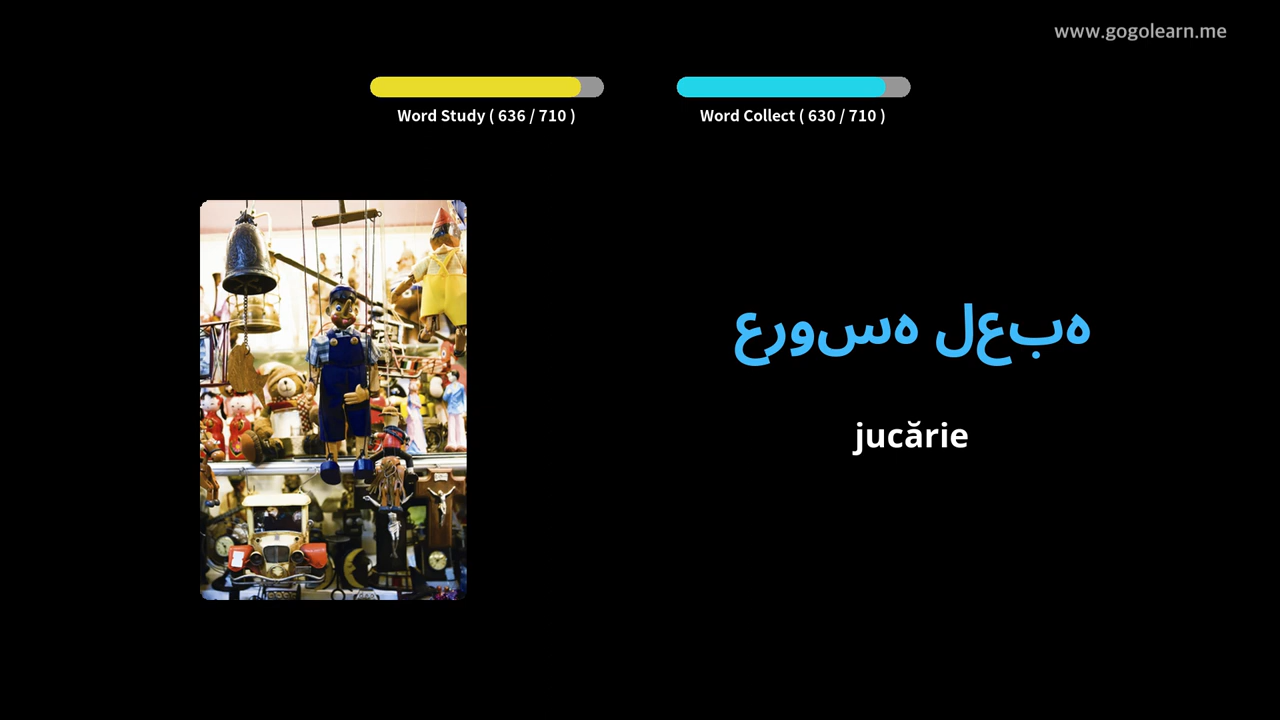 www.gogolearn.me
Word Study ( 636 / 710 )
Word Collect ( 630 / 710 )
عروسه لعبه
jucărie